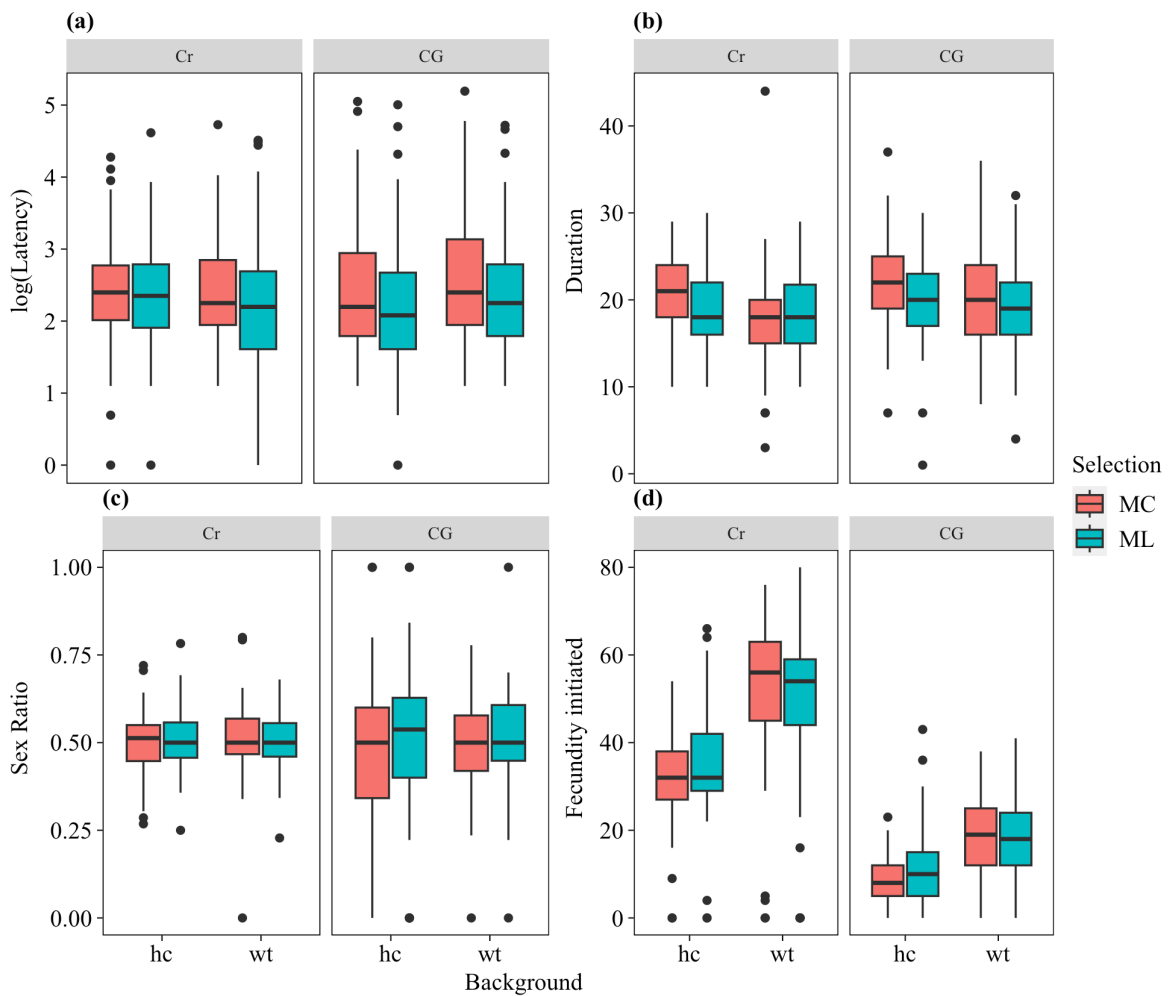 (a)
Cr CG
log(Latency)
5
4
3
2
1
0
(b)
Cr CG
Duration
40
30
20
10
0
Selection
MC
ML
(c)
Cr CG
Sex Ratio
1.00
0.75
0.50
0.25
0.00
hc wt hc wt
(d)
Cr CG
Fecundity initiated
80
60
40
20
0
hc wt hc wt
Background